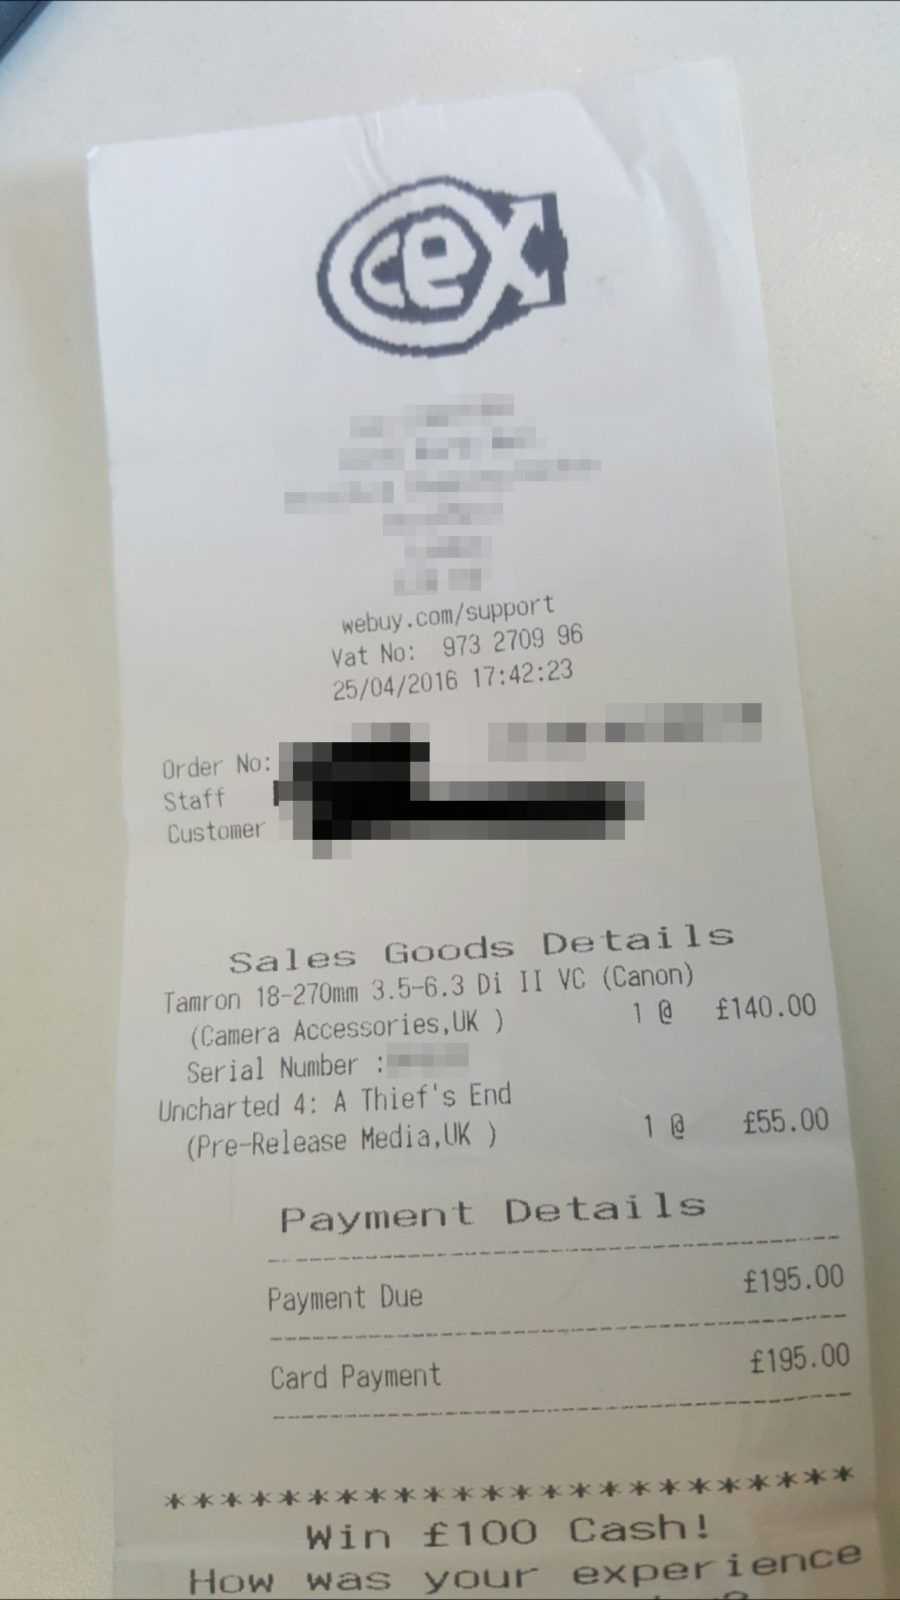 cex
webuy.com/support
Vat No: 973 2709 96
25/04/2016 17:42:23
Order No:
Staff
Customer
Sales Goods Details
Tamron 18-270mm 3.5-6.3 Di II VC (Canon)
(Camera Accessories,UK ) 1 @ £140.00
Serial Number :
Uncharted 4: A Thief's End
(Pre-Release Media,UK ) 1 @ £55.00
Payment Details
Payment Due £195.00
Card Payment £195.00
**************************
Win £100 Cash!
How was your experience